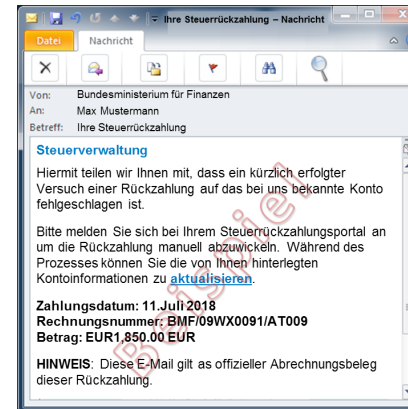 Ihre Steuerrückzahlung – Nachricht
Datei
Nachricht
Von: Bundesministerium für Finanzen
An: Max Mustermann
Betreff: Ihre Steuerrückzahlung
Steuerverwaltung
Hiermit teilen wir Ihnen mit, dass ein kürzlich erfolgter
Versuch einer Rückzahlung auf das bei uns bekannte Konto
fehlgeschlagen ist.
Bitte melden Sie sich bei Ihrem Steuerrückzahlungsportal an
um die Rückzahlung manuell abzuwickeln. Während des
Prozesses können Sie die von Ihnen hinterlegten
Kontoinformationen zu aktualisieren.
Zahlungsdatum: 11.Juli 2018
Rechnungsnummer: BMF/09WX0091/AT009
Betrag: EUR1,850.00 EUR
HINWEIS: Diese E-Mail gilt as offizieller Abrechnungsbeleg
dieser Rückzahlung.
Beispiel